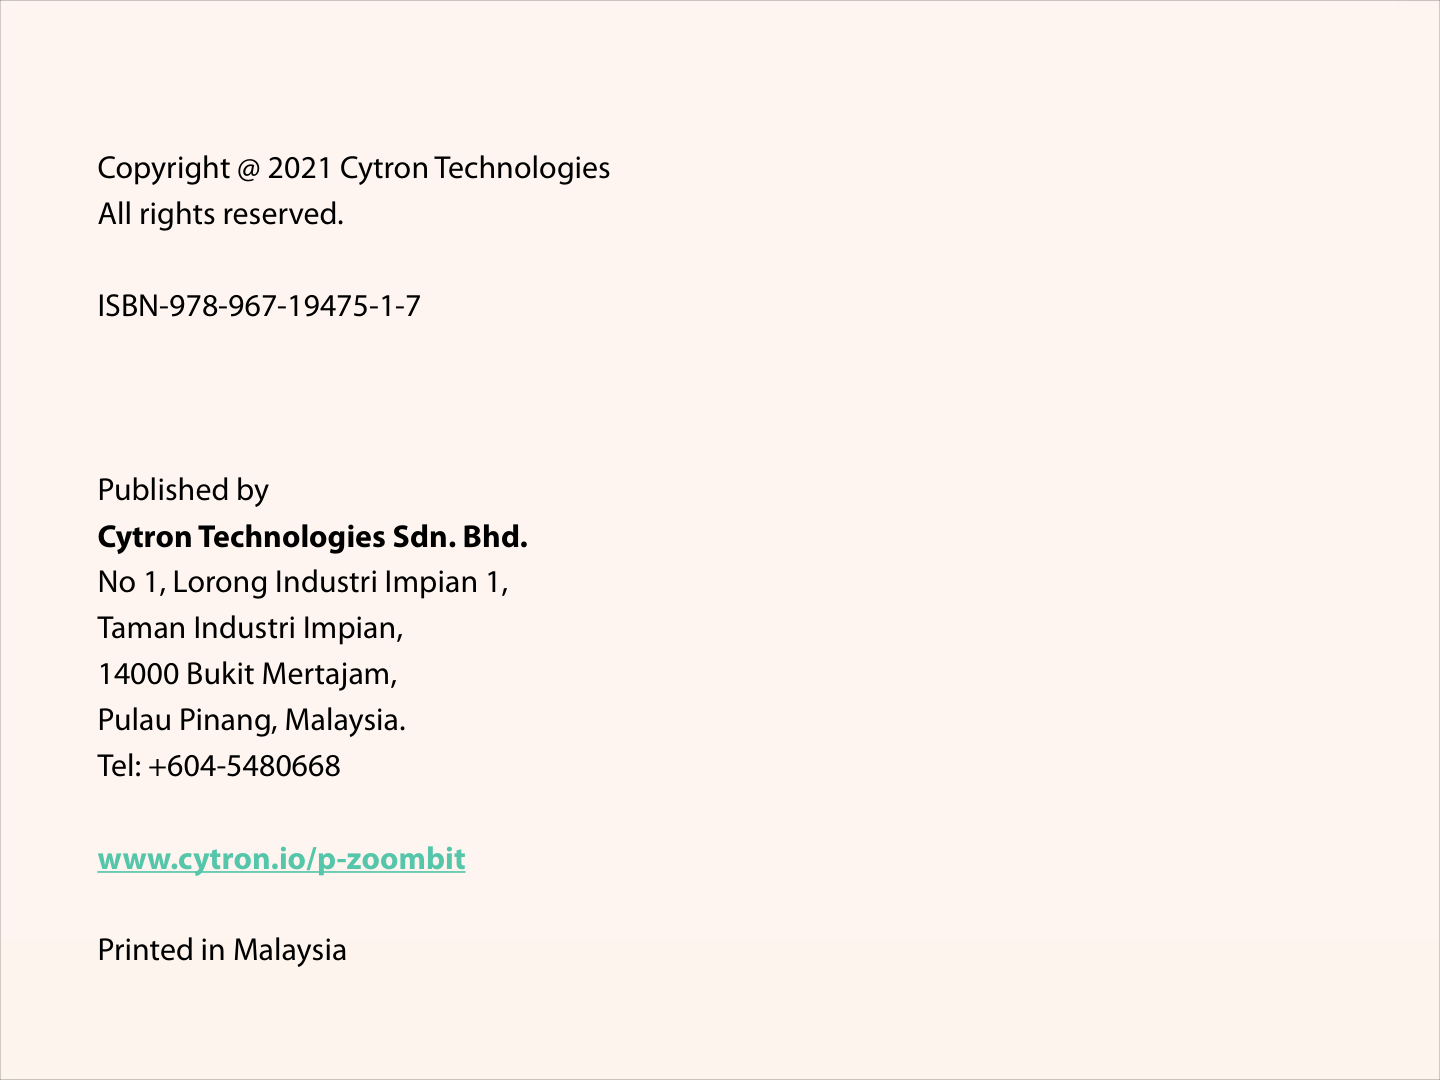 Copyright @ 2021 Cytron Technologies
All rights reserved.
ISBN-978-967-19475-1-7
Published by
Cytron Technologies Sdn. Bhd.
No 1, Lorong Industri Impian 1,
Taman Industri Impian,
14000 Bukit Mertajam,
Pulau Pinang, Malaysia.
Tel: +604-5480668
www.cytron.io/p-zoombit
Printed in Malaysia